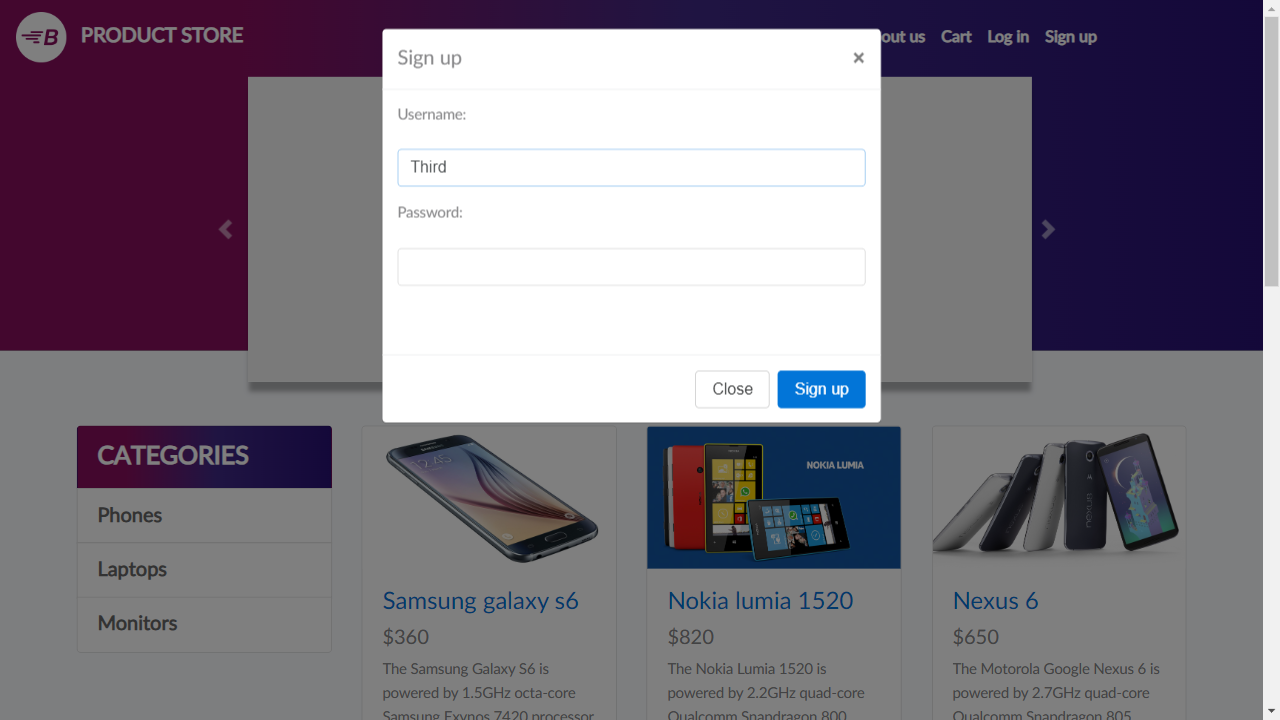 PRODUCT STORE
out us Cart Log in Sign up
Sign up
×
Username:
Third
Password:
Close Sign up
CATEGORIES
Phones
Laptops
Monitors
12:45
NOKIA LUMIA
Samsung galaxy s6
$360
The Samsung Galaxy S6 is
powered by 1.5GHz octa-core
Samsung Exynos 7420 processor
Nokia lumia 1520
$820
The Nokia Lumia 1520 is
powered by 2.2GHz quad-core
Qualcomm Snapdragon 800
Nexus 6
$650
The Motorola Google Nexus 6 is
powered by 2.7GHz quad-core
Qualcomm Snapdragon 805